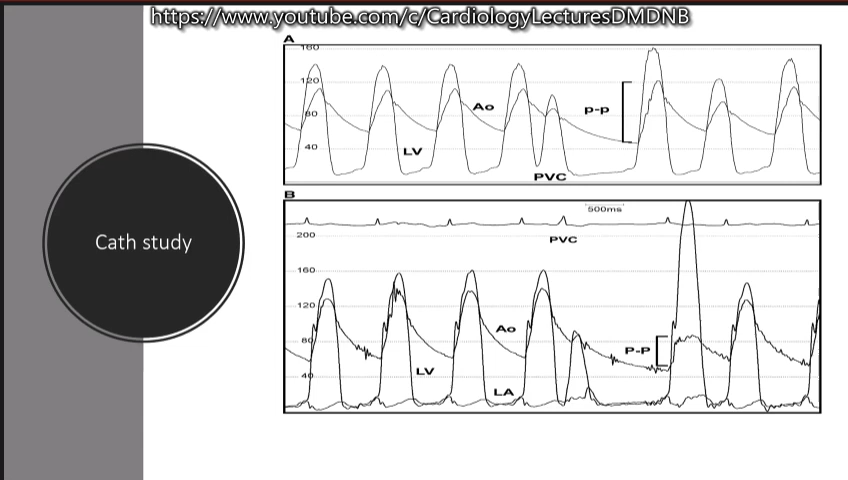 https://www.youtube.com/c/CardiologyLecturesDMDNB
A
160
120
Ao
p-p
80
40
LV
PVC
B
500ms
200
PVC
160
120
Ao
80
P-P
LV
40
LA
Cath study